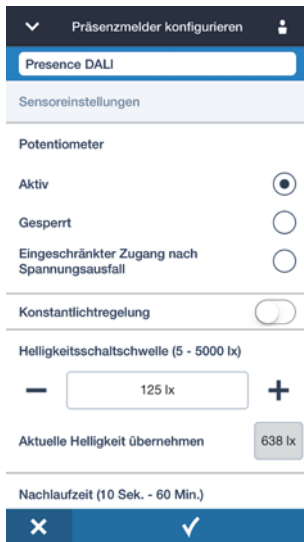 Präsenzmelder konfigurieren
Presence DALI
Sensoreinstellungen
Potentiometer
Aktiv
Gesperrt
Eingeschränkter Zugang nach
Spannungsausfall
Konstantlichtregelung
Helligkeitsschaltschwelle (5 - 5000 lx)
125 lx
Aktuelle Helligkeit übernehmen 638 lx
Nachlaufzeit (10 Sek. - 60 Min.)